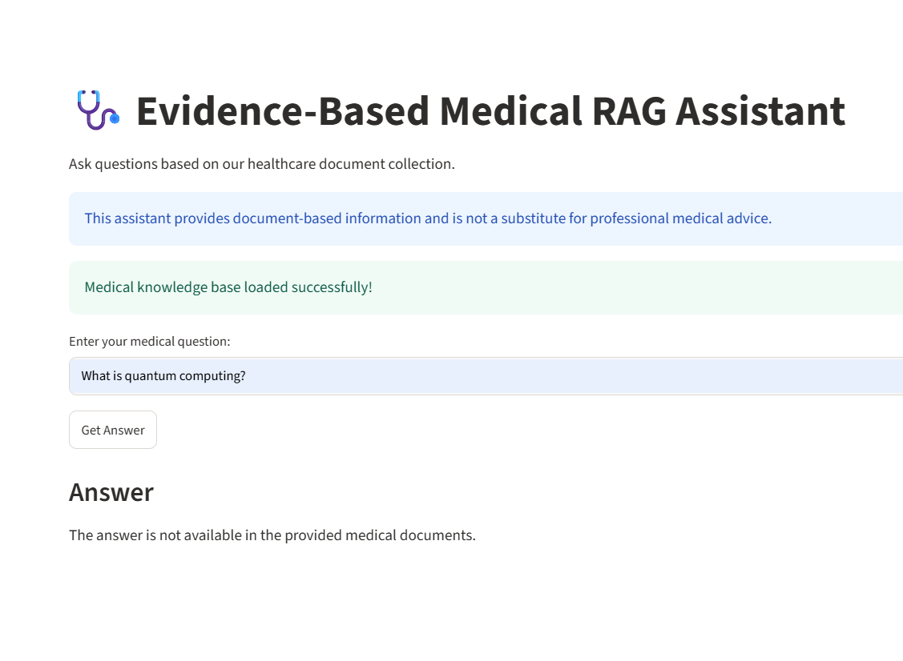 Evidence-Based Medical RAG Assistant
Ask questions based on our healthcare document collection.
This assistant provides document-based information and is not a substitute for professional medical advice.
Medical knowledge base loaded successfully!
Enter your medical question:
What is quantum computing?
Get Answer
Answer
The answer is not available in the provided medical documents.